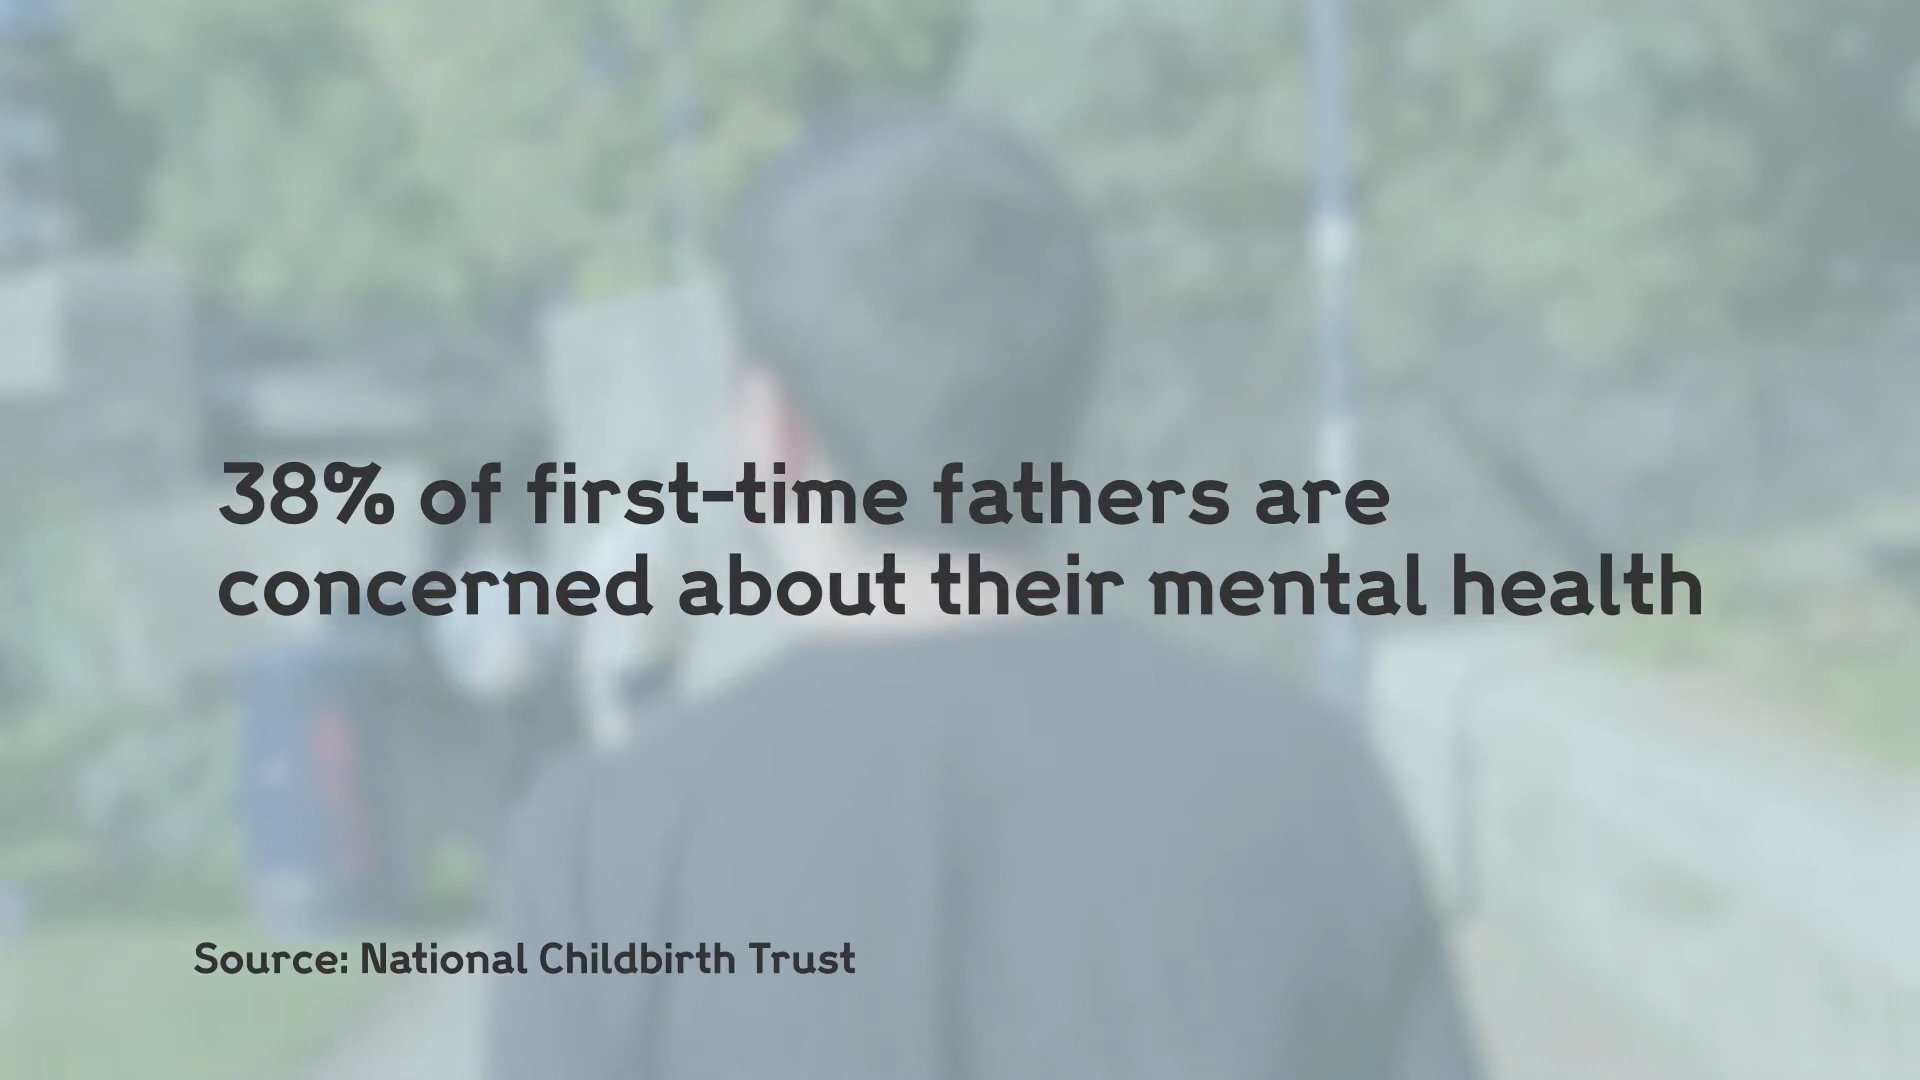 38% of first-time fathers are
concerned about their mental health
Source: National Childbirth Trust